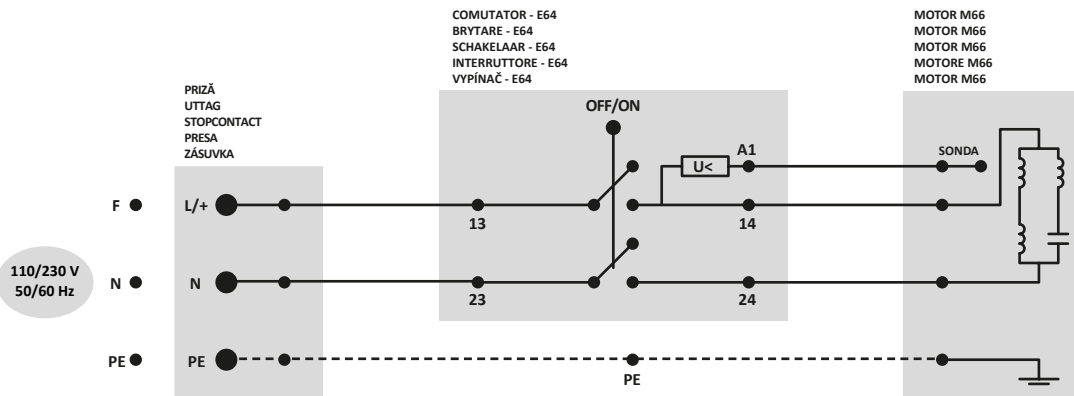 COMUTATOR - E64
BRYTARE - E64
SCHAKELAAR - E64
INTERRUTTORE - E64
VYPÍNAČ - E64
MOTOR M66
MOTOR M66
MOTOR M66
MOTORE M66
MOTOR M66
PRIZĂ
UTTAG
STOPCONTACT
PRESA
ZÁSUVKA
OFF/ON
U<
A1
SONDA
F
L/+
13
14
110/230 V
50/60 Hz
N
N
23
24
PE
PE
PE